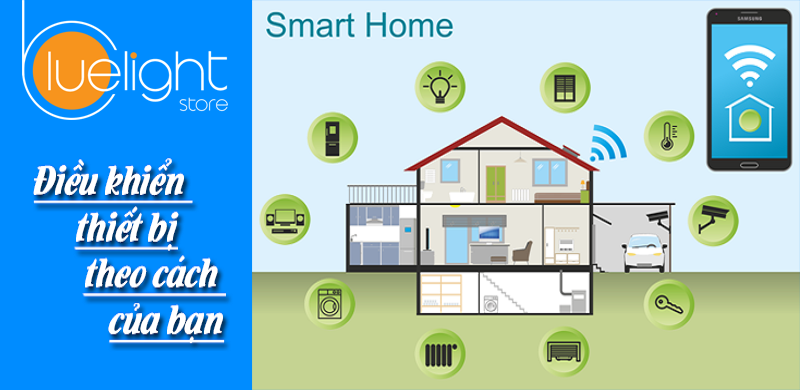 bluelight
store
Điều khiển
thiết bị
theo cách
của bạn
Smart Home
SAMSUNG